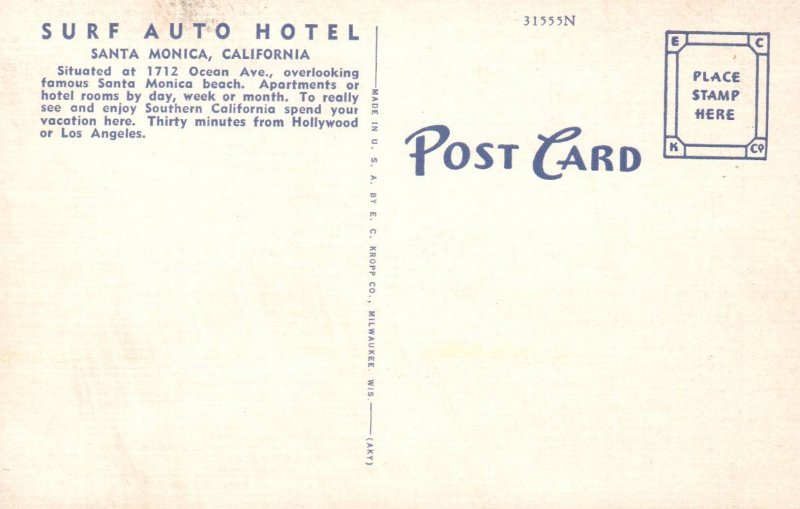 SURF AUTO HOTEL
SANTA MONICA, CALIFORNIA
Situated at 1712 Ocean Ave., overlooking
famous Santa Monica beach. Apartments or
hotel rooms by day, week or month. To really
see and enjoy Southern California spend your
vacation here. Thirty minutes from Hollywood
or Los Angeles.
MADE IN U. S. A. BY E. C. KROPP CO., MILWAUKEE. WIS. (AKY)
31555N
POST CARD
E C
PLACE
STAMP
HERE
K CO